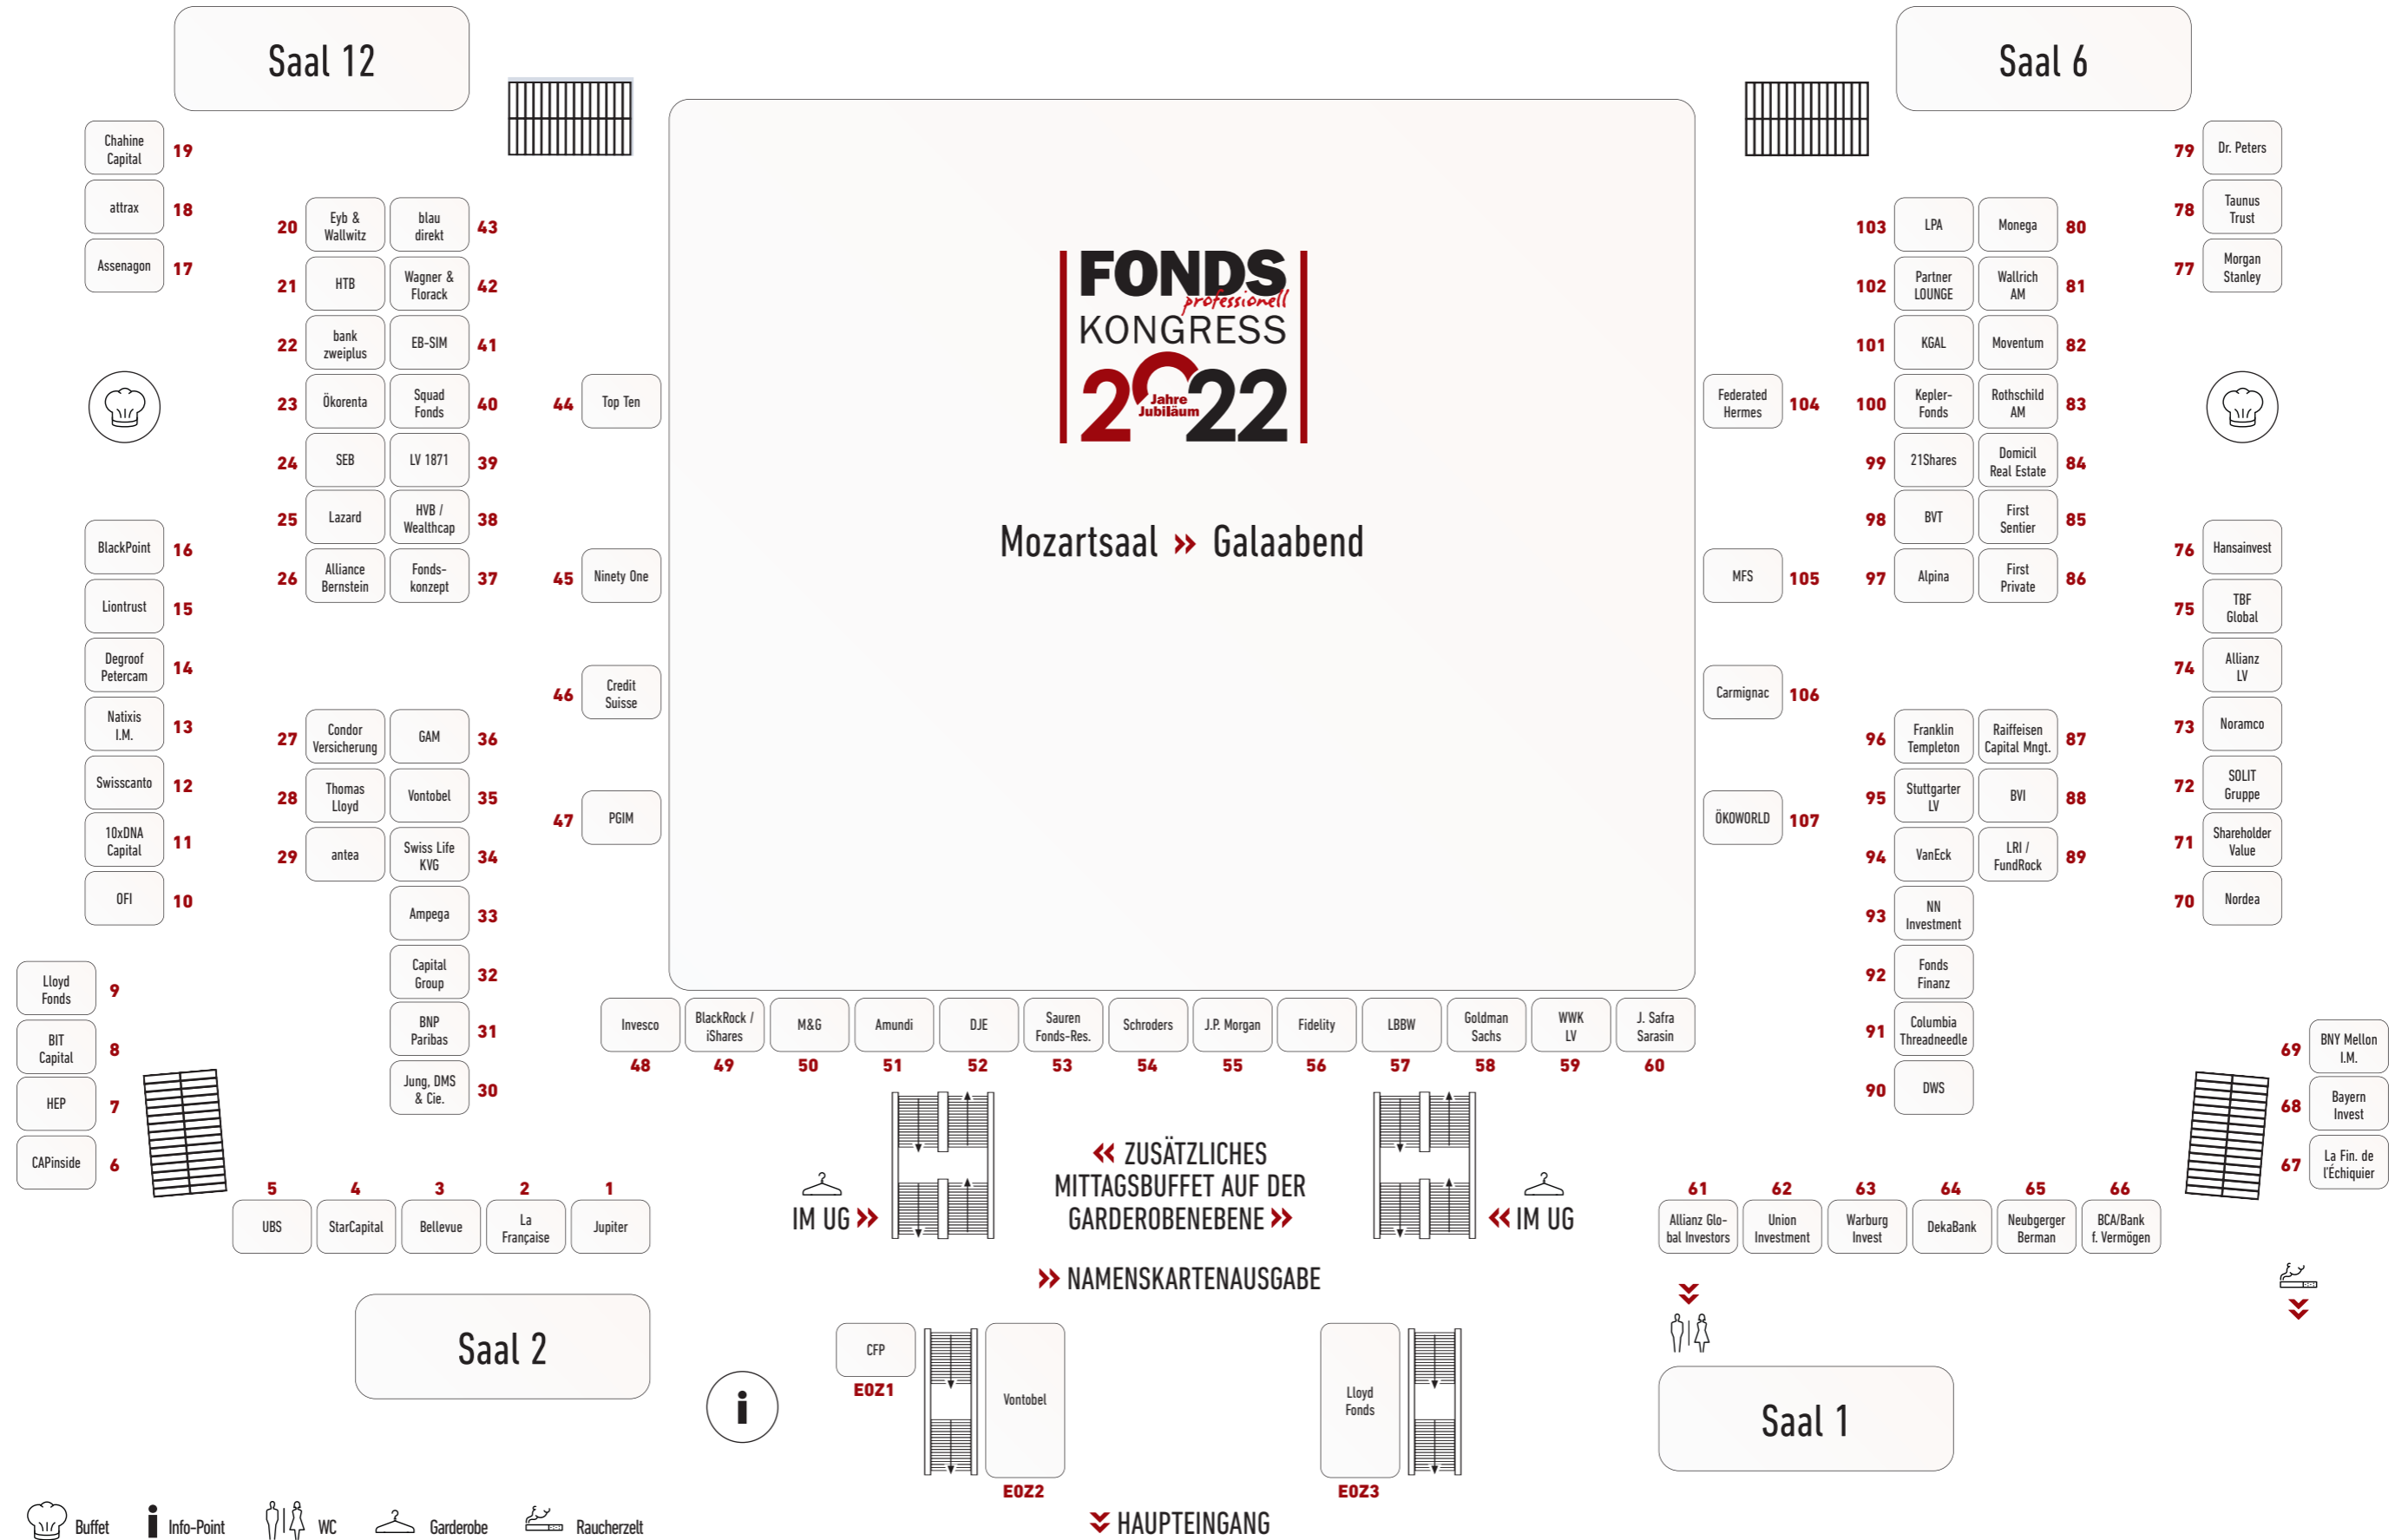 Saal 12
Saal 6
Chahine
Capital
19
attrax
18
Assenagon
17
20
Eyb &
Wallwitz
blau
direkt
43
21
HTB
Wagner &
Florack
42
22
bank
zweiplus
EB-SIM
41
23
Ökorenta
Squad
Fonds
40
24
SEB
LV 1871
39
25
Lazard
HVB /
Wealthcap
38
26
Alliance
Bernstein
Fonds-
konzept
37
BlackPoint
16
Liontrust
15
Degroof
Petercam
14
Natixis
I.M.
13
Swisscanto
12
10xDNA
Capital
11
OFI
10
27
Condor
Versicherung
GAM
36
28
Thomas
Lloyd
Vontobel
35
29
antea
Swiss Life
KVG
34
Ampega
33
Capital
Group
32
BNP
Paribas
31
Jung, DMS
& Cie.
30
Lloyd
Fonds
9
BIT
Capital
8
HEP
7
CAPinside
6
44
Top Ten
45
Ninety One
46
Credit
Suisse
47
PGIM
FONDS
professionell
KONGRESS
2022
Jahre
Jubiläum
Mozartsaal » Galaabend
Federated
Hermes
104
MFS
105
Carmignac
106
ÖKOWORLD
107
79
Dr. Peters
78
Taunus
Trust
77
Morgan
Stanley
103
LPA
Monega
80
102
Partner
LOUNGE
Wallrich
AM
81
101
KGAL
Moventum
82
100
Kepler-
Fonds
Rothschild
AM
83
99
21Shares
Domicil
Real Estate
84
98
BVT
First
Sentier
85
97
Alpina
First
Private
86
76
Hansainvest
75
TBF
Global
74
Allianz
LV
73
Noramco
72
SOLIT
Gruppe
71
Shareholder
Value
70
Nordea
96
Franklin
Templeton
Raiffeisen
Capital Mngt.
87
95
Stuttgarter
LV
BVI
88
94
VanEck
LRI /
FundRock
89
93
NN
Investment
92
Fonds
Finanz
91
Columbia
Threadneedle
90
DWS
69
BNY Mellon
I.M.
68
Bayern
Invest
67
La Fin. de
l'Échiquier
Invesco
48
BlackRock /
iShares
49
M&G
50
Amundi
51
DJE
52
Sauren
Fonds-Res.
53
Schroders
54
J.P. Morgan
55
Fidelity
56
LBBW
57
Goldman
Sachs
58
WWK
LV
59
J. Safra
Sarasin
60
5
UBS
4
StarCapital
3
Bellevue
2
La
Française
1
Jupiter
IM UG »
« ZUSÄTZLICHES
MITTAGSBUFFET AUF DER
GARDEROBENEBENE »
« IM UG
» NAMENSKARTENAUSGABE
61
Allianz Glo-
bal Investors
62
Union
Investment
63
Warburg
Invest
64
DekaBank
65
Neubgerger
Berman
66
BCA/Bank
f. Vermögen
Saal 2
i
CFP
EOZ1
Vontobel
EOZ2
Lloyd
Fonds
EOZ3
Saal 1
Buffet
i Info-Point
WC
Garderobe
Raucherzelt
HAUPTEINGANG